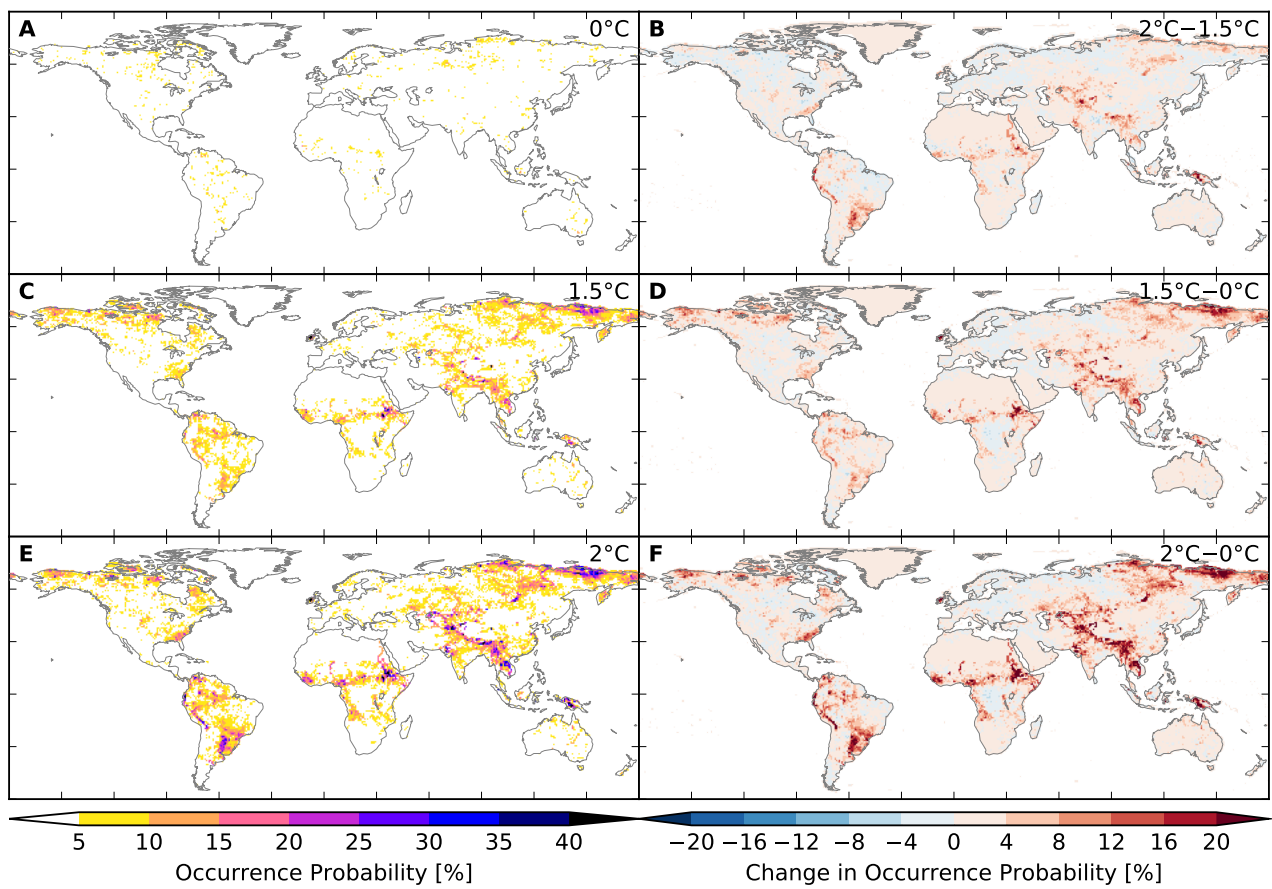 A 0°C
B 2°C−1.5°C
C 1.5°C
D 1.5°C−0°C
E 2°C
F 2°C−0°C
5 10 15 20 25 30 35 40
−20 −16 −12 −8 −4 0 4 8 12 16 20
Occurrence Probability [%]
Change in Occurrence Probability [%]